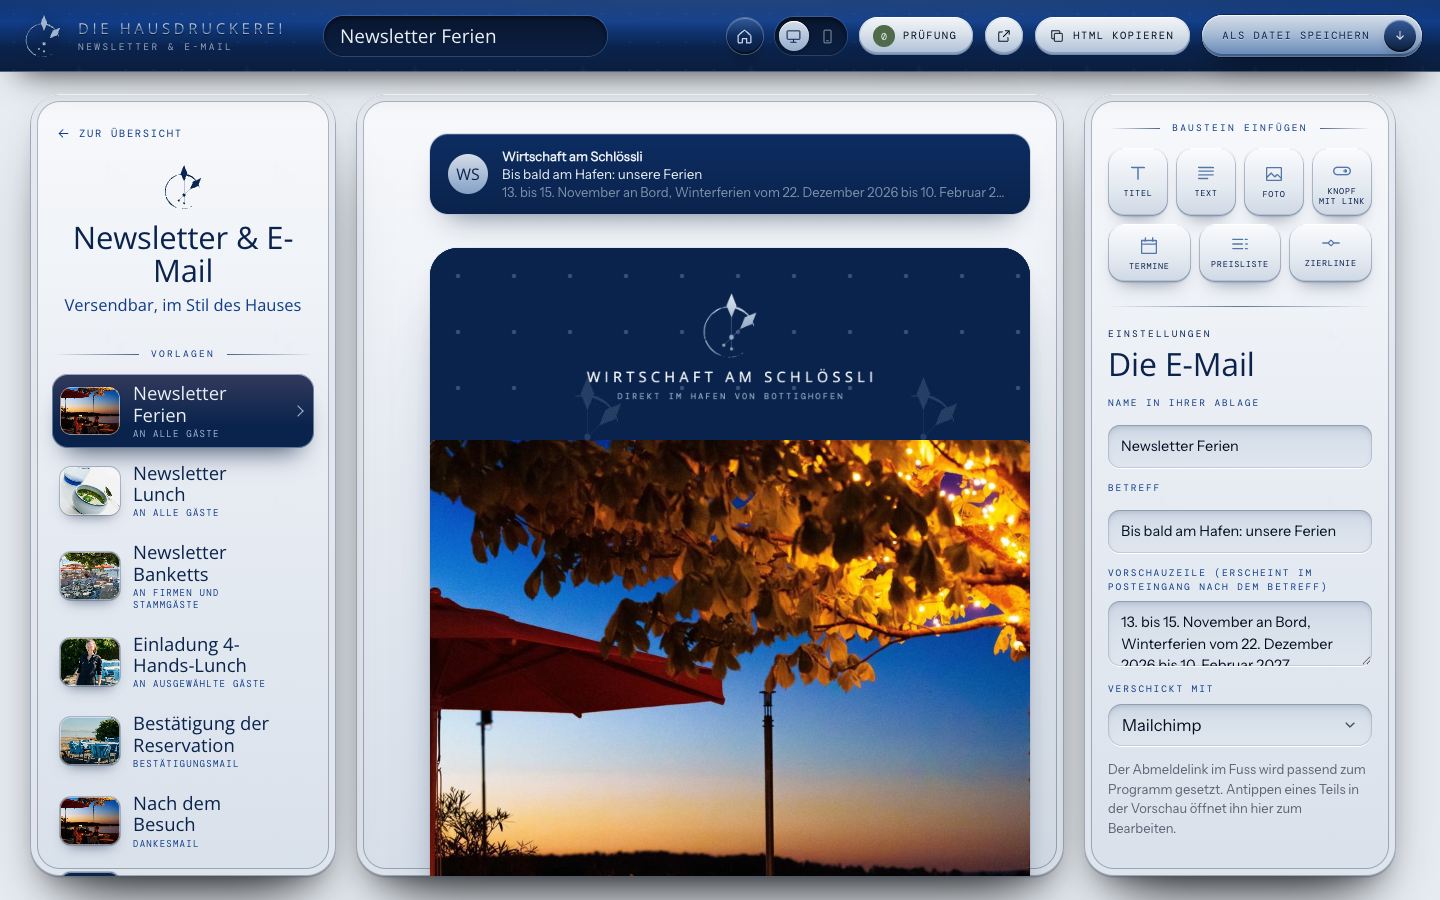 DIE HAUSDRUCKEREI
NEWSLETTER & E-MAIL
Newsletter Ferien
0 PRÜFUNG
HTML KOPIEREN
ALS DATEI SPEICHERN
← ZUR ÜBERSICHT
Newsletter & E-
Mail
Versendbar, im Stil des Hauses
VORLAGEN
Newsletter
Ferien
AN ALLE GÄSTE
Newsletter
Lunch
AN ALLE GÄSTE
Newsletter
Banketts
AN FIRMEN UND
STAMMGÄSTE
Einladung 4-
Hands-Lunch
AN AUSGEWÄHLTE GÄSTE
Bestätigung der
Reservation
BESTÄTIGUNGSMAIL
Nach dem
Besuch
DANKESMAIL
WS
Wirtschaft am Schlössli
Bis bald am Hafen: unsere Ferien
13. bis 15. November an Bord, Winterferien vom 22. Dezember 2026 bis 10. Februar 2...
WIRTSCHAFT AM SCHLÖSSLI
DIREKT IM HAFEN VON BOTTIGHOFEN
BAUSTEIN EINFÜGEN
TITEL
TEXT
FOTO
KNOPF
MIT LINK
TERMINE
PREISLISTE
ZIERLINIE
EINSTELLUNGEN
Die E-Mail
NAME IN IHRER ABLAGE
Newsletter Ferien
BETREFF
Bis bald am Hafen: unsere Ferien
VORSCHAUZEILE (ERSCHEINT IM
POSTEINGANG NACH DEM BETREFF)
13. bis 15. November an Bord,
Winterferien vom 22. Dezember
2026 bis 10. Februar 2027
VERSCHICKT MIT
Mailchimp
Der Abmeldelink im Fuss wird passend zum
Programm gesetzt. Antippen eines Teils in
der Vorschau öffnet ihn hier zum
Bearbeiten.